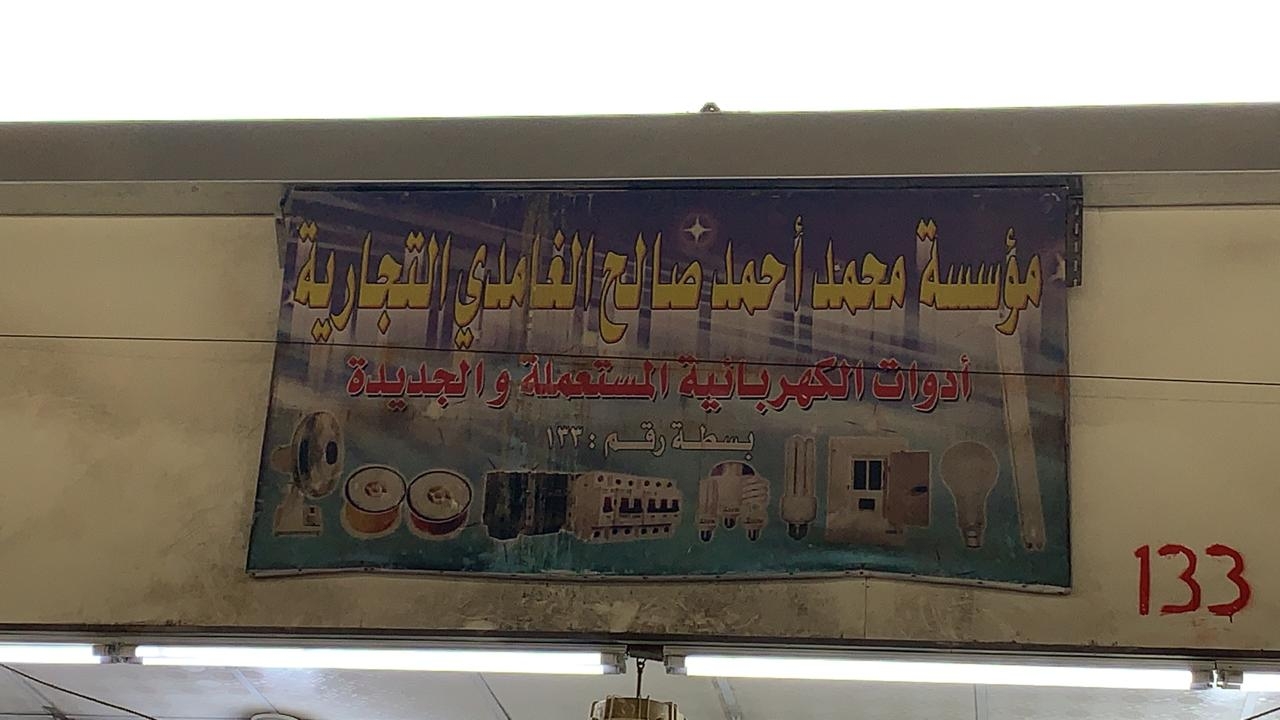 مؤسسة محمد أحمد صالح الغامدي التجارية
أدوات الكهربائية المستعملة و الجديدة
بسطة رقم : ١٣٣
133